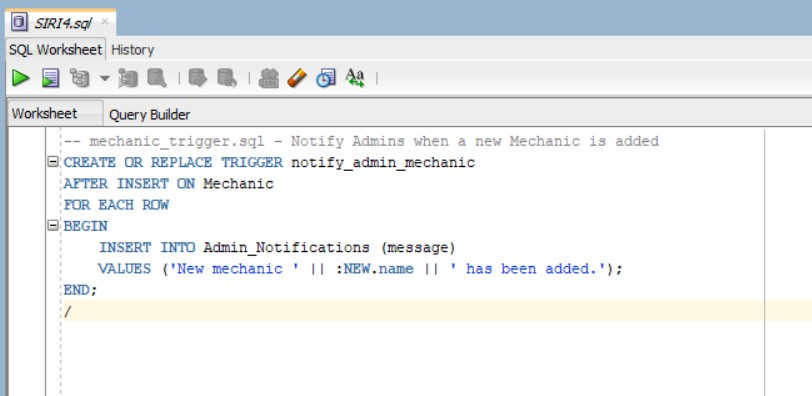 SIRI4.sql
SQL Worksheet History
Aa
Worksheet Query Builder
-- mechanic_trigger.sql - Notify Admins when a new Mechanic is added
CREATE OR REPLACE TRIGGER notify_admin_mechanic
AFTER INSERT ON Mechanic
FOR EACH ROW
BEGIN
    INSERT INTO Admin_Notifications (message)
    VALUES ('New mechanic ' || :NEW.name || ' has been added.');
END;
/